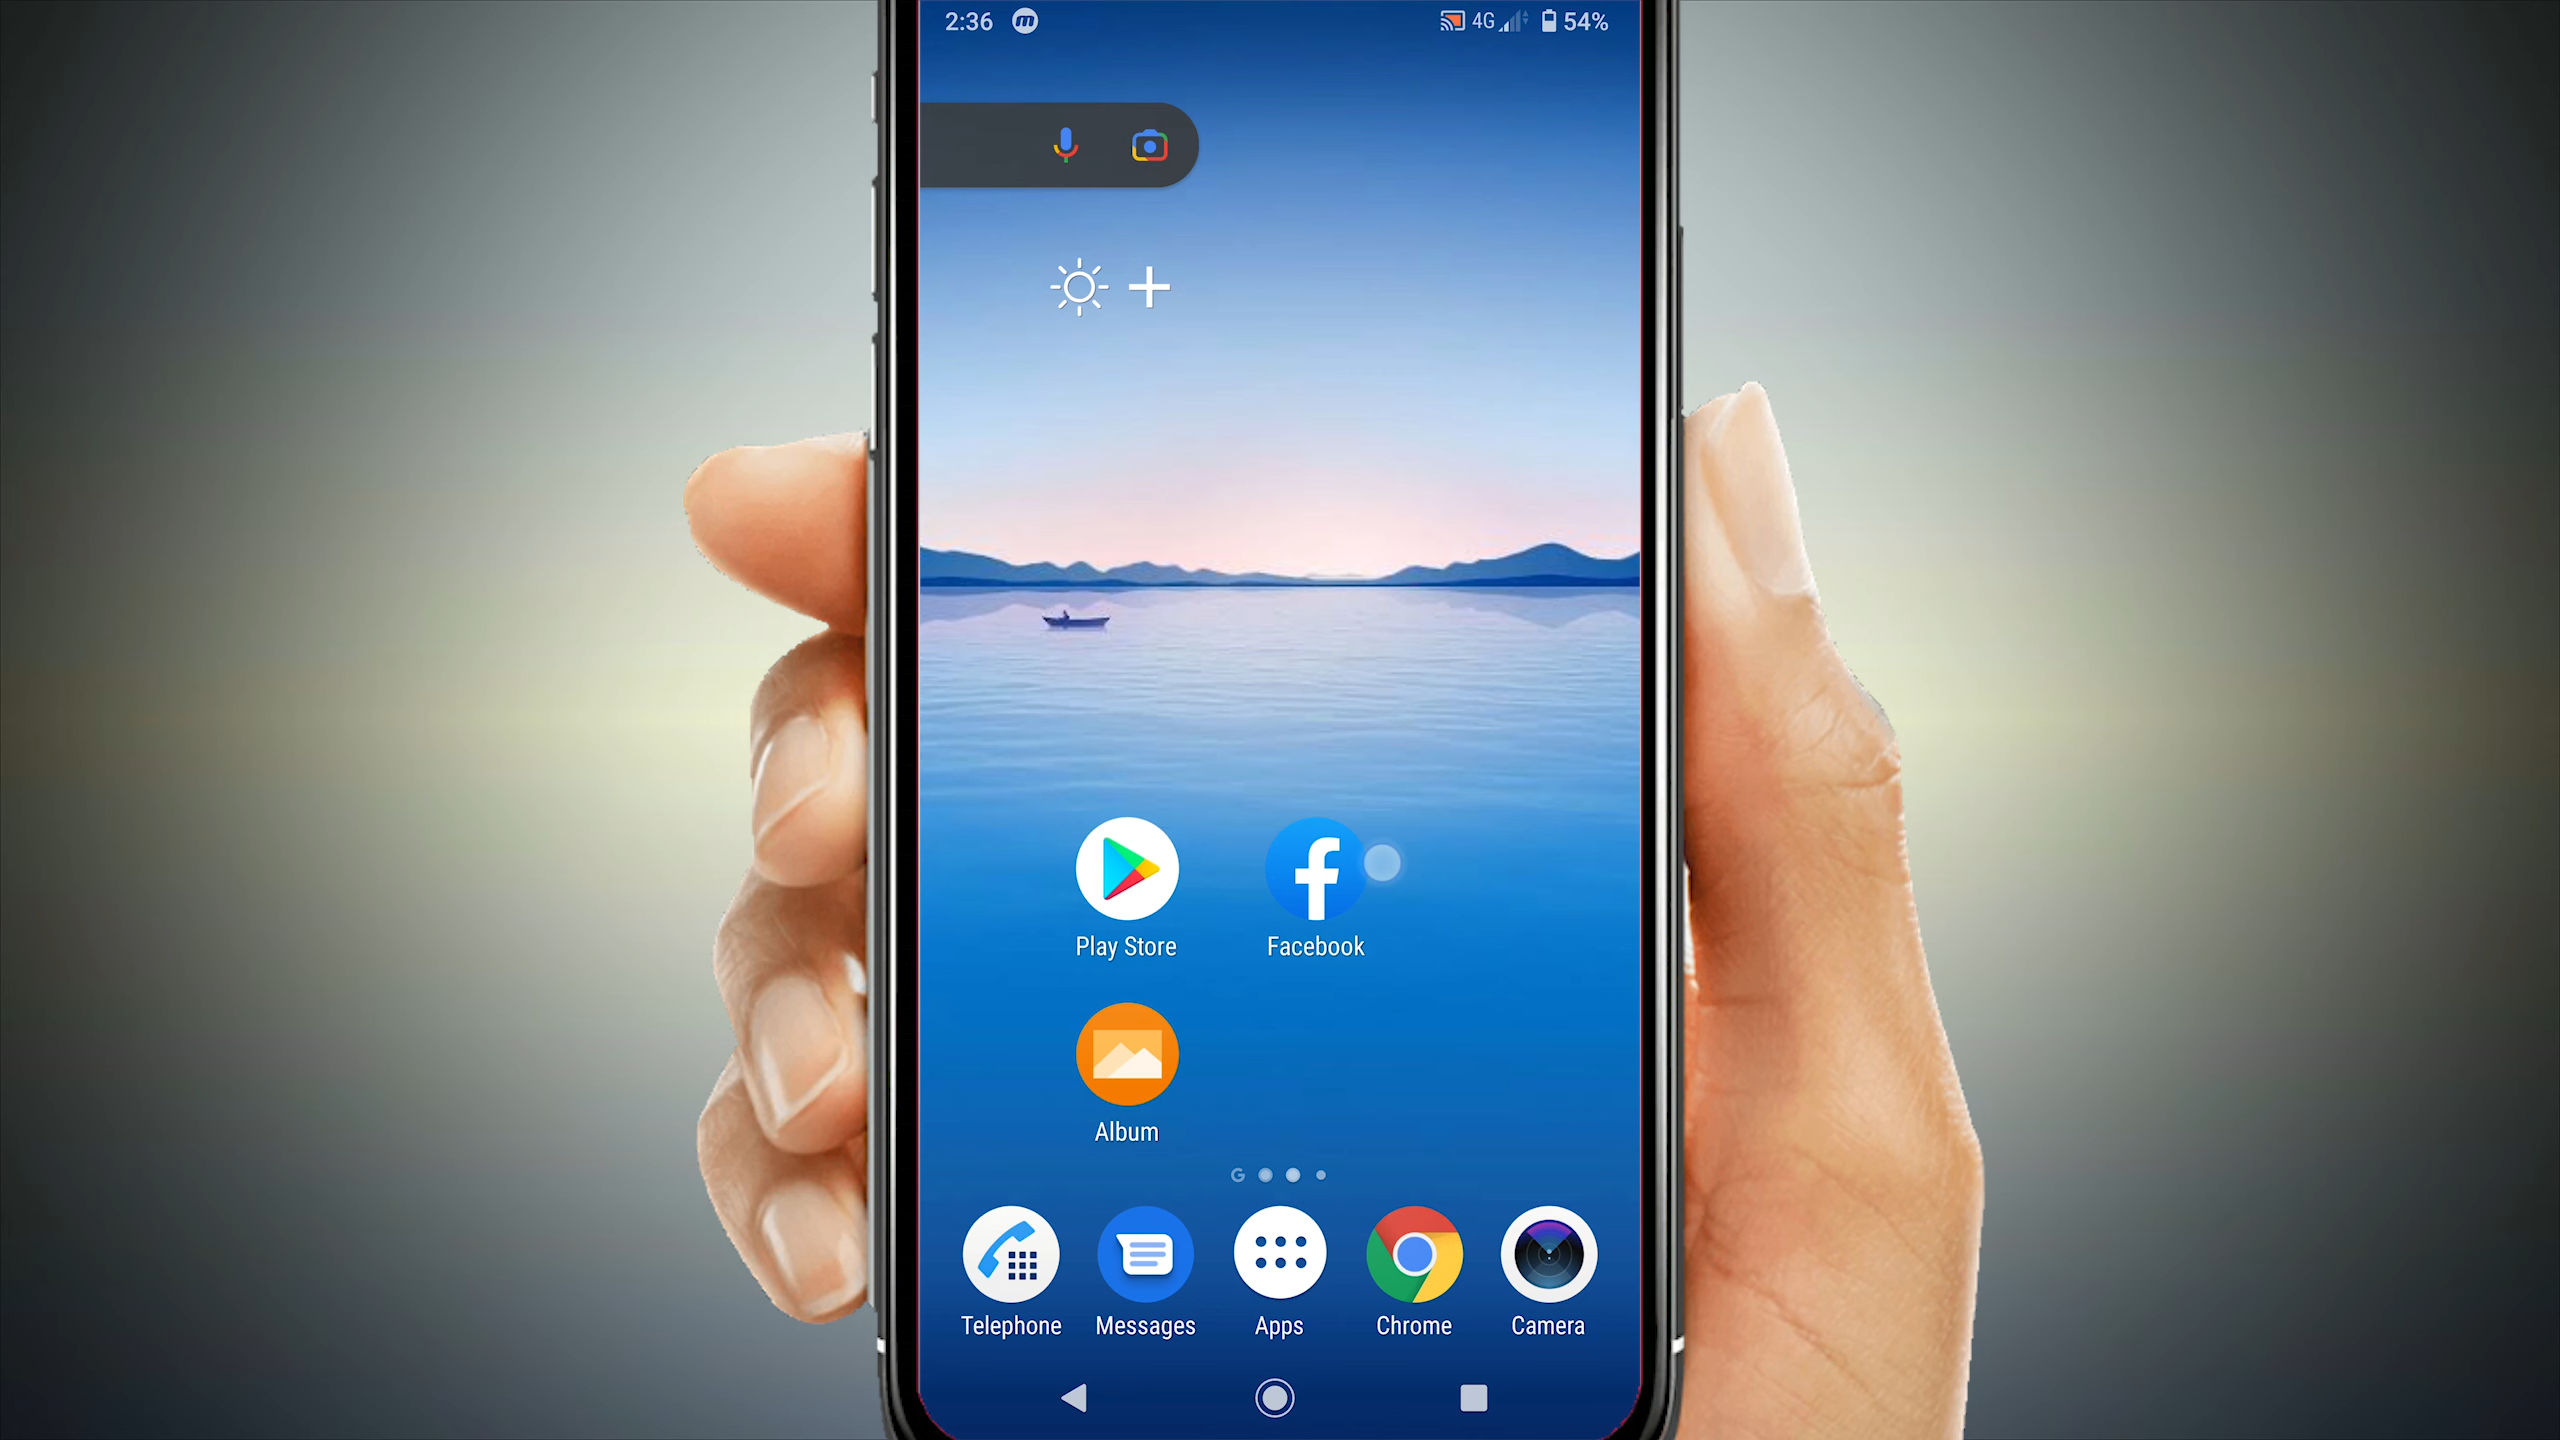 2:36
4G
54%
Play Store
Facebook
Album
G
Telephone
Messages
Apps
Chrome
Camera